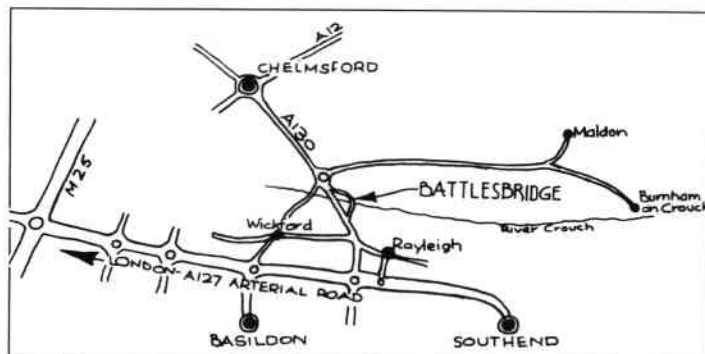 A12
CHELMSFORD
A130
Maldon
M25
BATTLESBRIDGE
Burnham
on Crouch
Wickford
River Crouch
Rayleigh
LONDON-A127 ARTERIAL ROAD
BASILDON
SOUTHEND